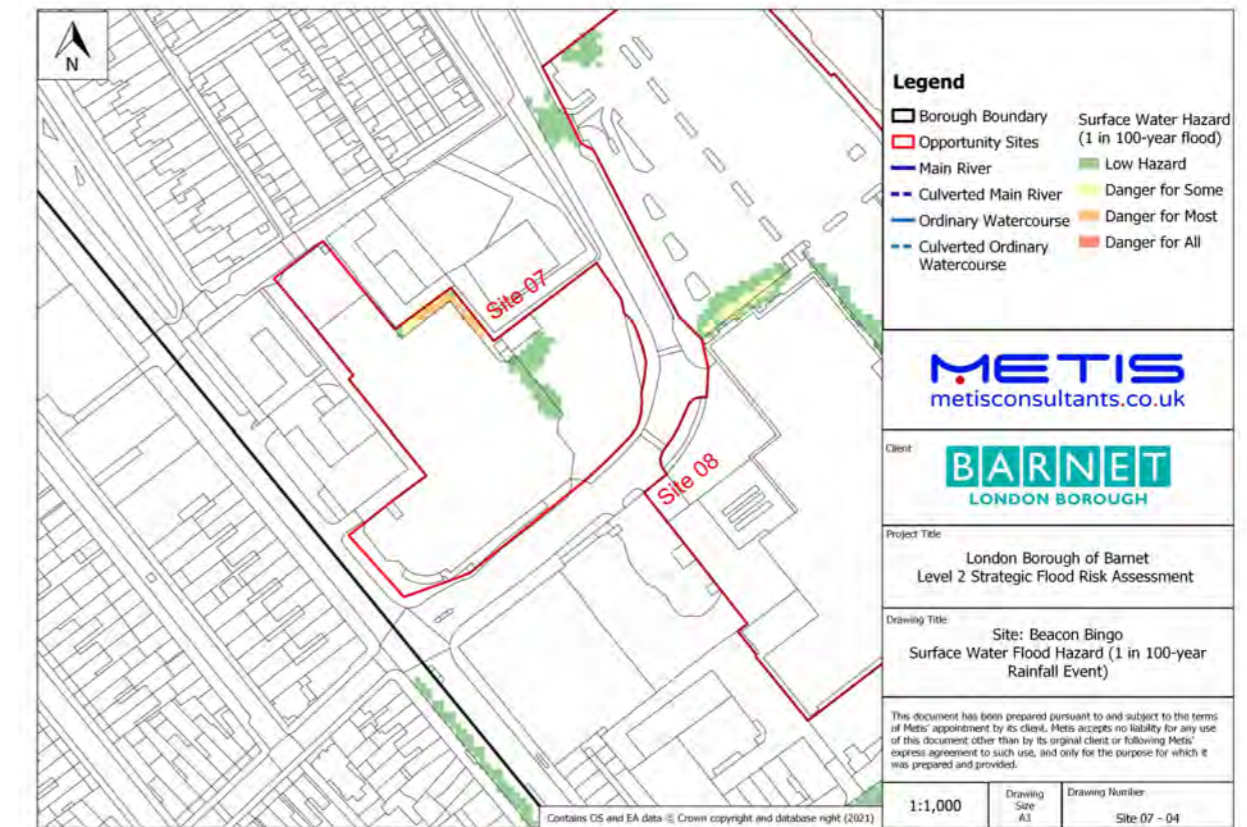 N
Site 07
Site 08
Contains OS and EA data © Crown copyright and database right (2021)
Legend
Borough Boundary
Opportunity Sites
Main River
Culverted Main River
Ordinary Watercourse
Culverted Ordinary
Watercourse
Surface Water Hazard
(1 in 100-year flood)
Low Hazard
Danger for Some
Danger for Most
Danger for All
METIS
metisconsultants.co.uk
Client
BARNET
LONDON BOROUGH
Project Title
London Borough of Barnet
Level 2 Strategic Flood Risk Assessment
Drawing Title
Site: Beacon Bingo
Surface Water Flood Hazard (1 in 100-year
Rainfall Event)
This document has been prepared pursuant to and subject to the terms
of Metis' appointment by its client. Metis accepts no liability for any use
of this document other than by its orginal client or following Metis'
express agreement to such use, and only for the purpose for which it
was prepared and provided.
1:1,000
Drawing
Size
A3
Drawing Number
Site 07 - 04